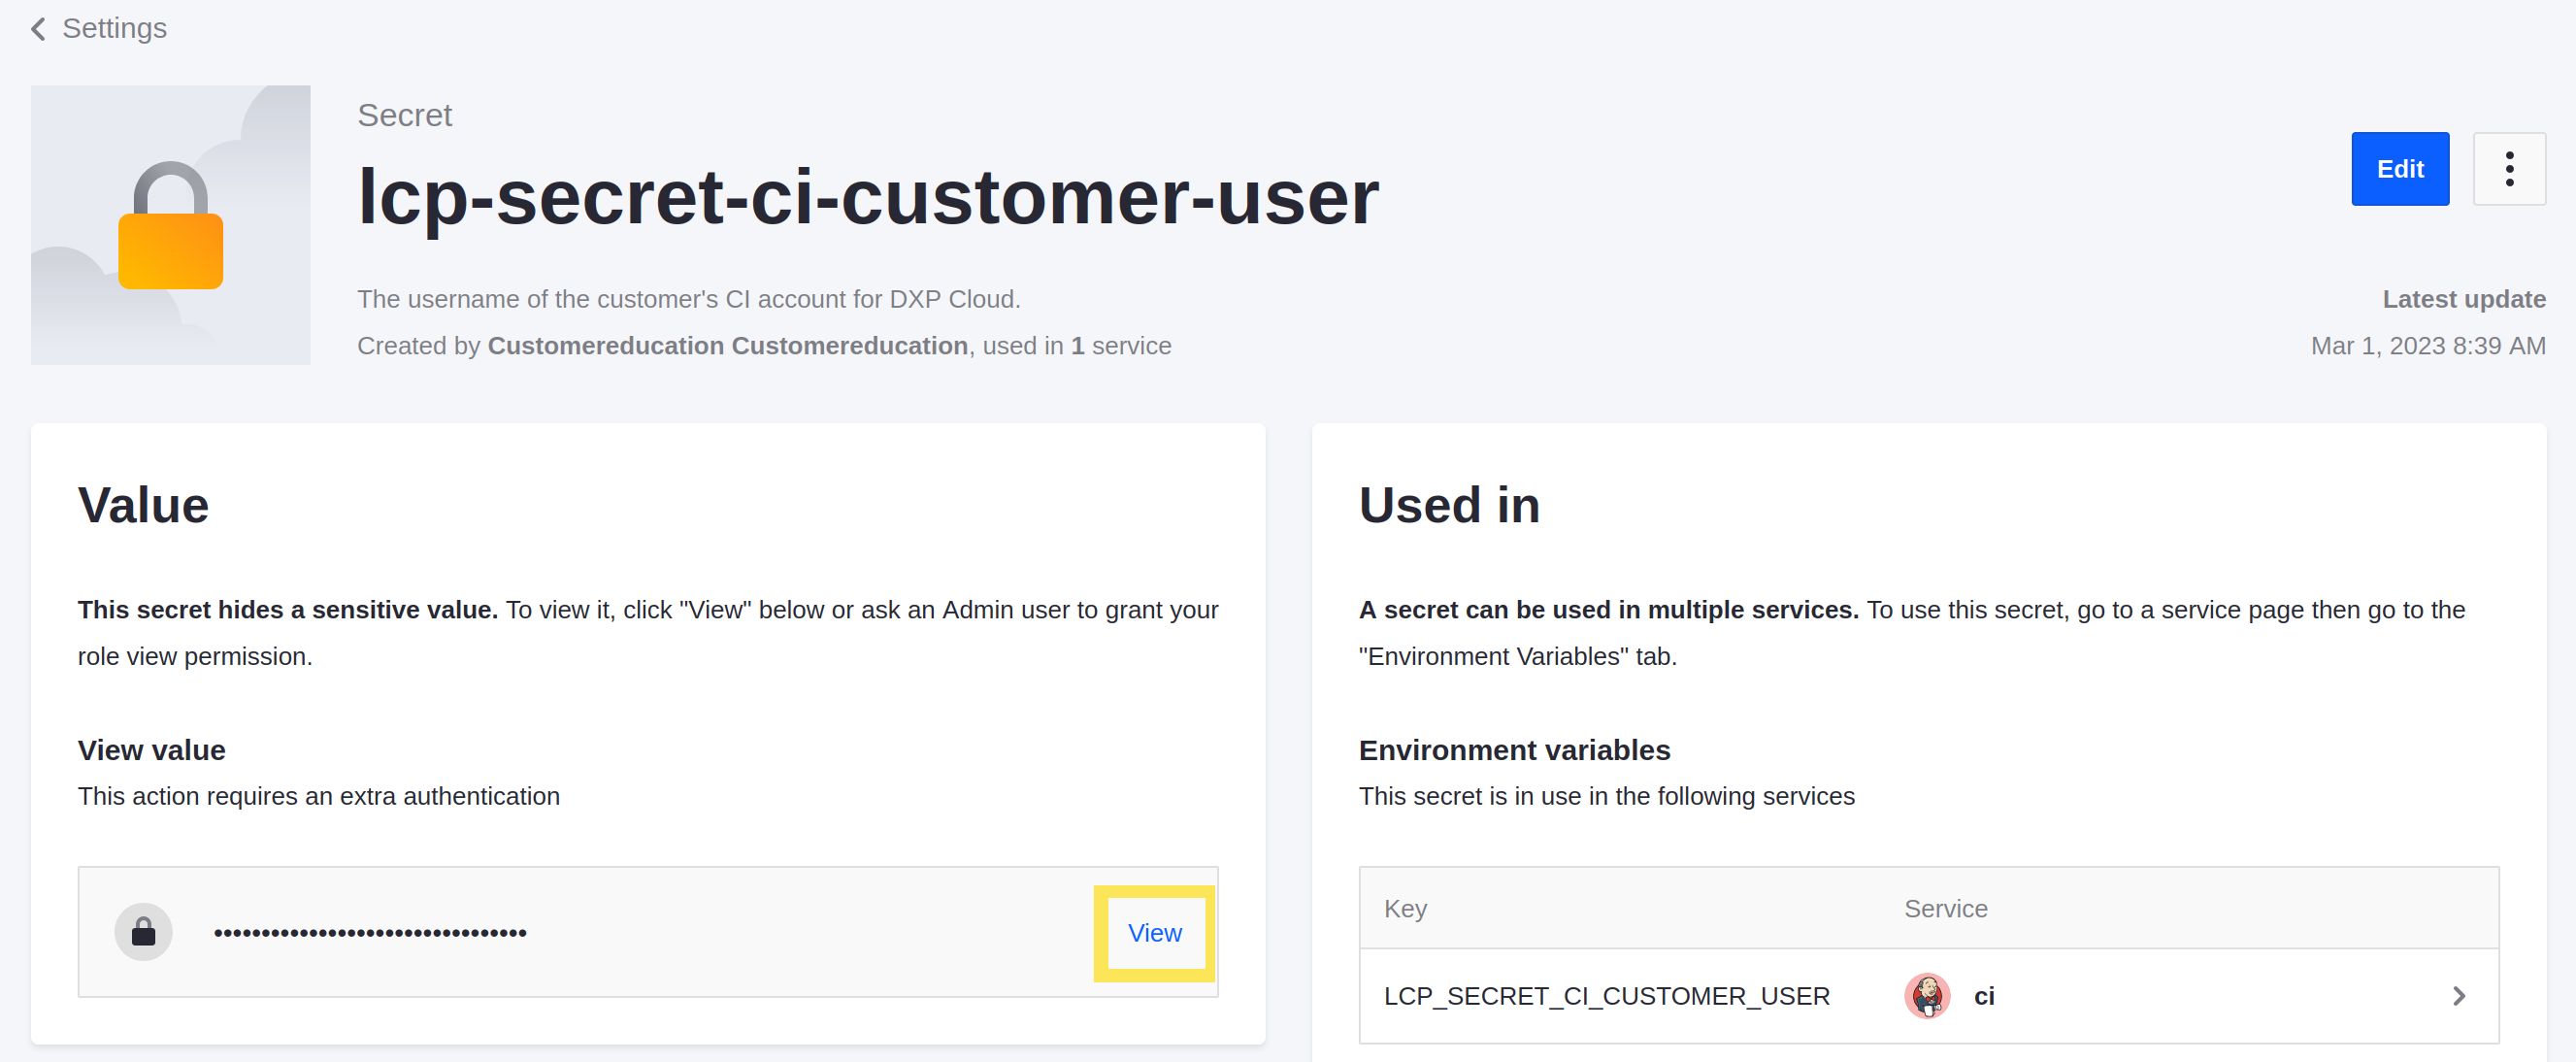 Settings
Secret
lcp-secret-ci-customer-user
Edit
The username of the customer's CI account for DXP Cloud.
Latest update
Created by Customereducation Customereducation, used in 1 service
Mar 1, 2023 8:39 AM
Value
This secret hides a sensitive value. To view it, click "View" below or ask an Admin user to grant your
role view permission.
View value
This action requires an extra authentication
•••••••••••••••••••••••••••••••••
View
Used in
A secret can be used in multiple services. To use this secret, go to a service page then go to the
"Environment Variables" tab.
Environment variables
This secret is in use in the following services
Key Service
LCP_SECRET_CI_CUSTOMER_USER ci